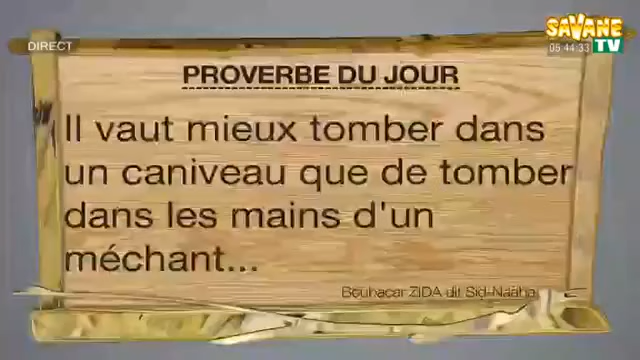 DIRECT
SAVANE
TV
05:44:33
PROVERBE DU JOUR
Il vaut mieux tomber dans
un caniveau que de tomber
dans les mains d'un
méchant...
Boubacar ZIDA dit Sid-Naaba